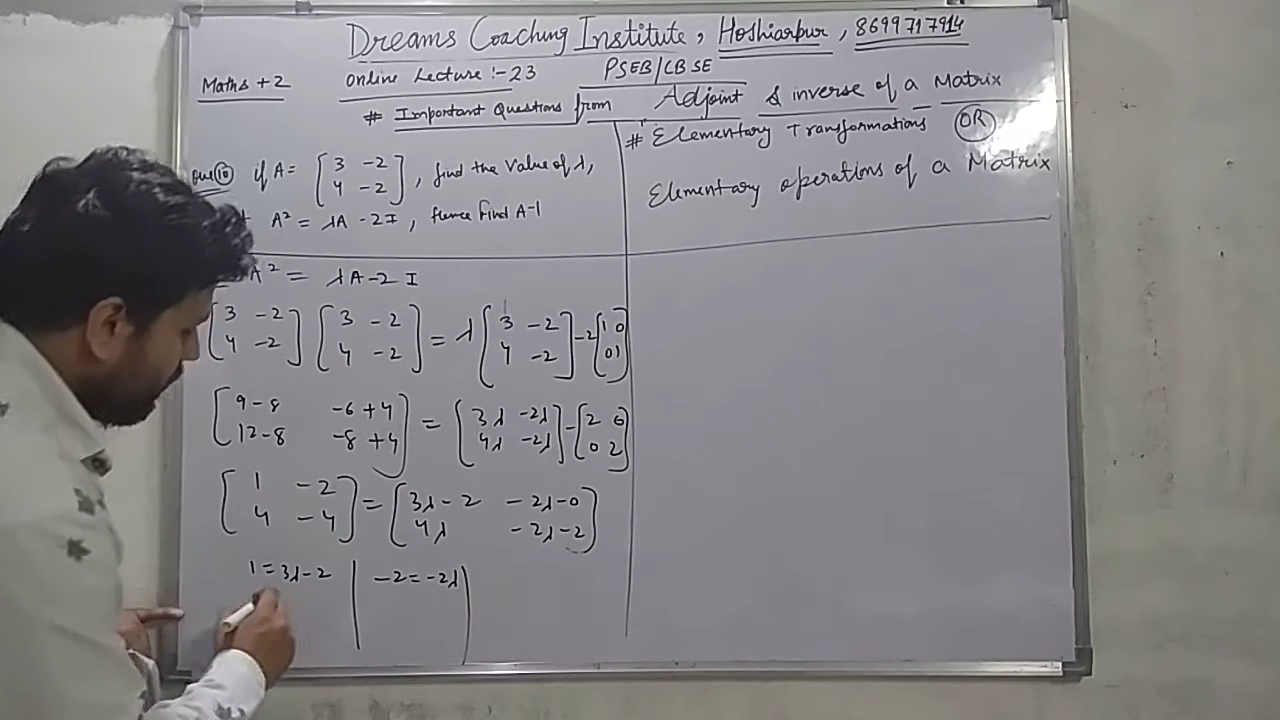 Dreams Coaching Institute, Hoshiarpur, 8699717914
Maths +2 Online Lecture :- 23 PSEB/CBSE
# Important Questions from Adjoint & inverse of a Matrix
Que(10) if A = [3 -2
4 -2], find the Value of λ,
A² = λA - 2I, Hence Find A-1
# Elementary Transformations (OR)
Elementary operations of a Matrix
A² = λA - 2I
[3 -2 [3 -2 = λ [3 -2 -2 [1 0
4 -2] 4 -2] 4 -2] 0 1]
[9-8 -6+4 = [3λ -2λ - [2 0
12-8 -8+4] 4λ -2λ] 0 2]
[1 -2 = [3λ-2 -2λ-0
4 -4] 4λ -2λ-2]
1 = 3λ-2 | -2 = -2λ |